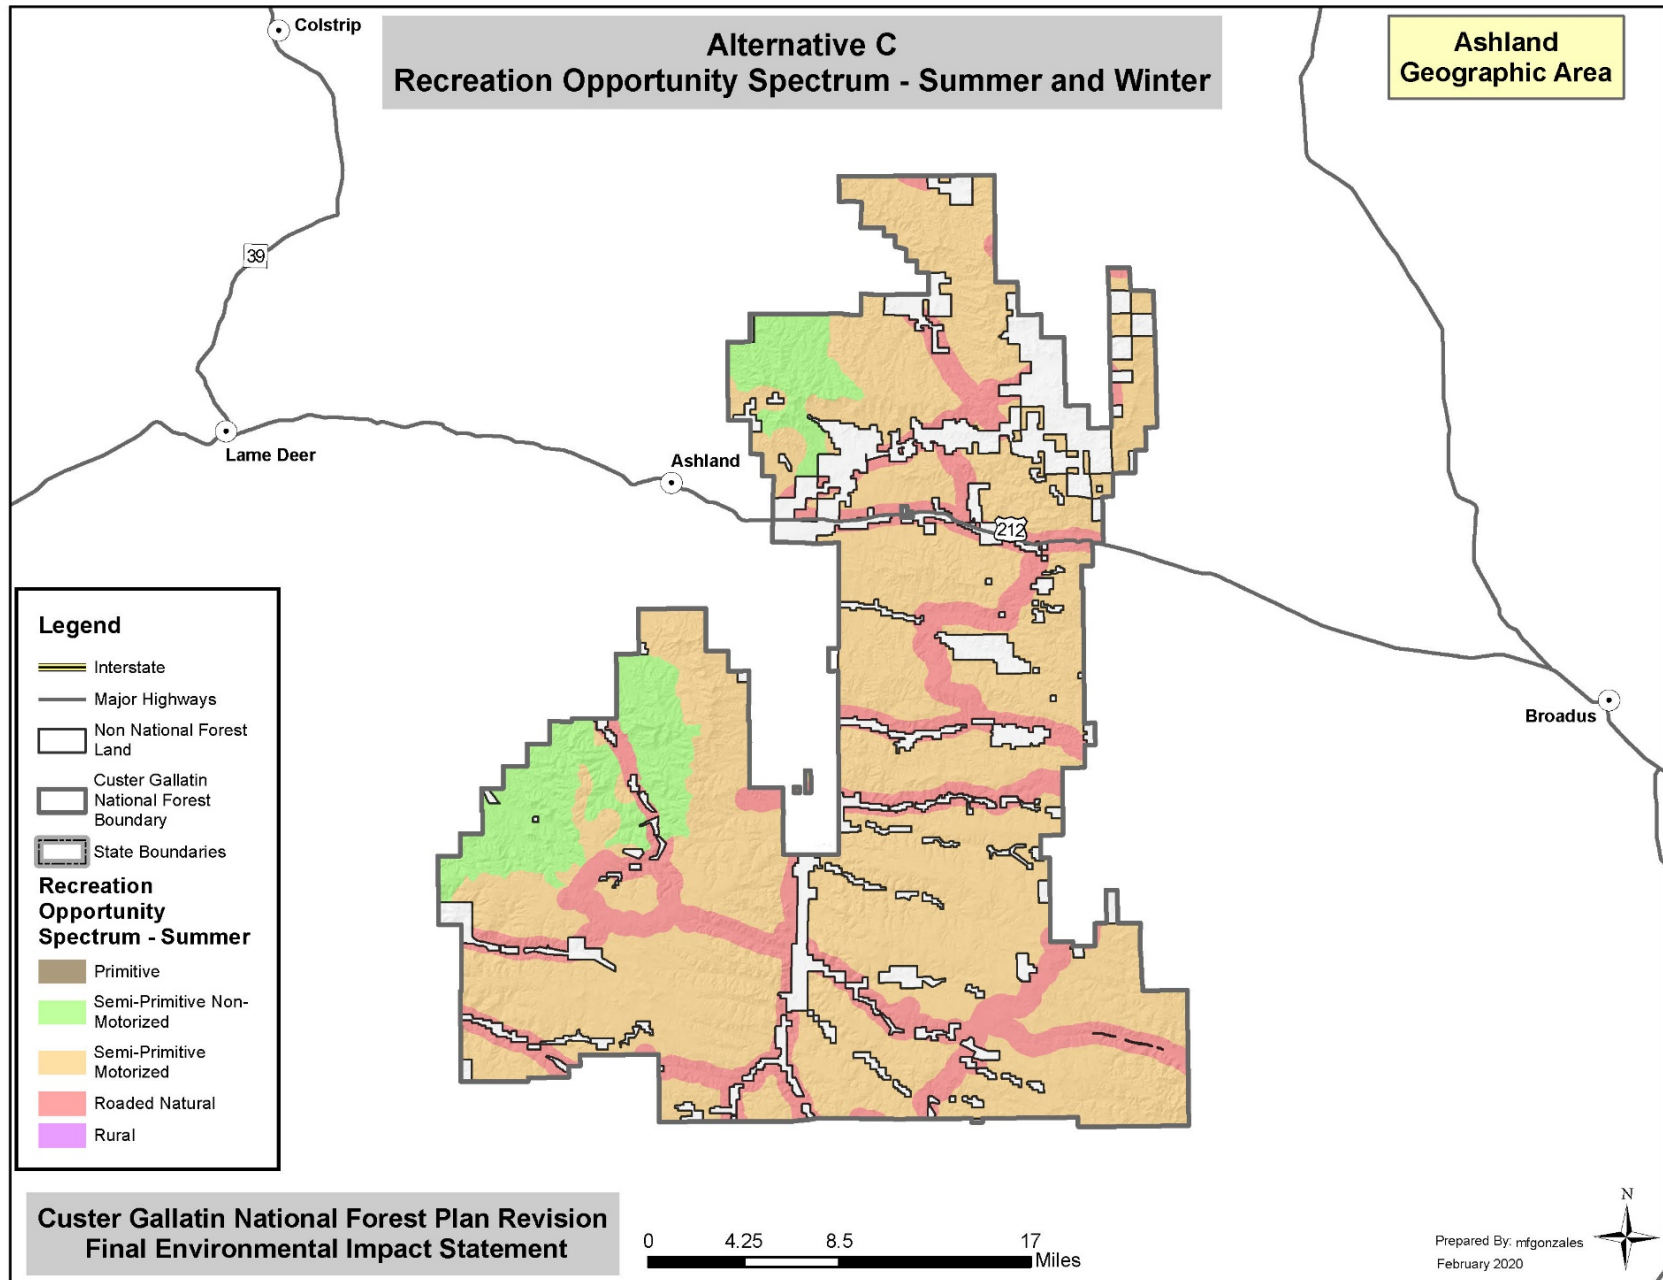 Colstrip
Alternative C
Recreation Opportunity Spectrum - Summer and Winter
Ashland
Geographic Area
39
Lame Deer
Ashland
212
Broadus
Legend
Interstate
Major Highways
Non National Forest
Land
Custer Gallatin
National Forest
Boundary
State Boundaries
Recreation
Opportunity
Spectrum - Summer
Primitive
Semi-Primitive Non-
Motorized
Semi-Primitive
Motorized
Roaded Natural
Rural
Custer Gallatin National Forest Plan Revision
Final Environmental Impact Statement
0 4.25 8.5 17
Miles
N
Prepared By: mfgonzales
February 2020